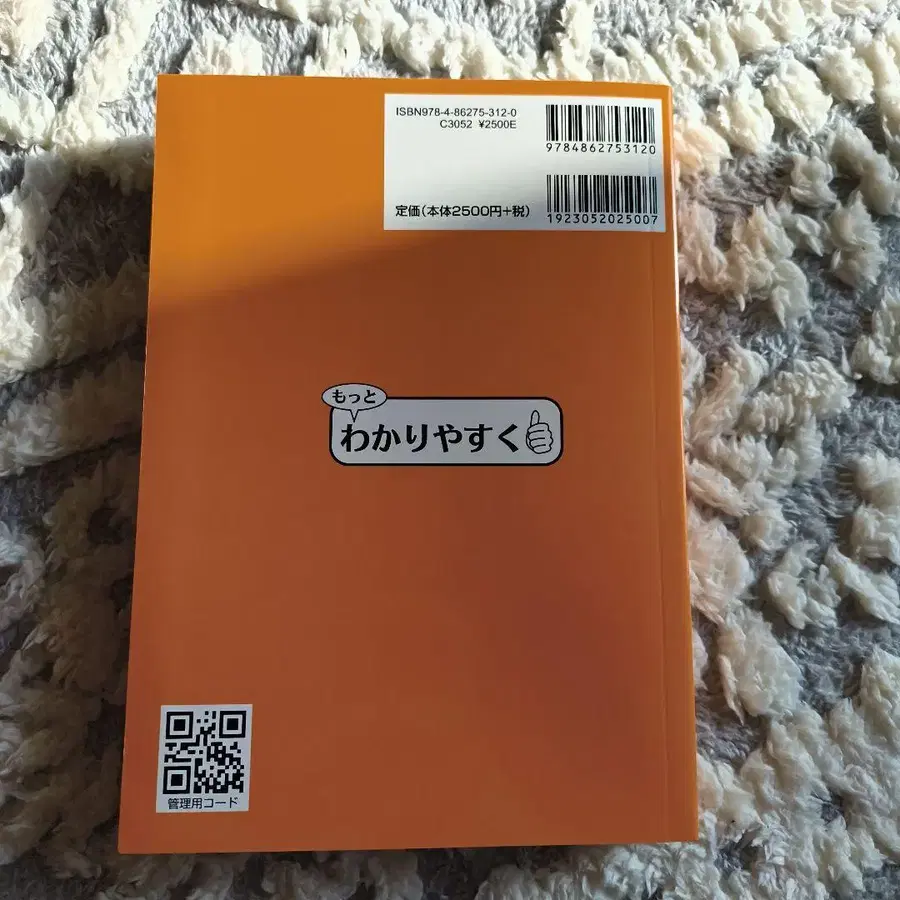 ISBN978-4-86275-312-0
C3052 ¥2500E
9784862753120
定価(本体2500円+税)
1923052025007
もっと
わかりやすく
管理用コード